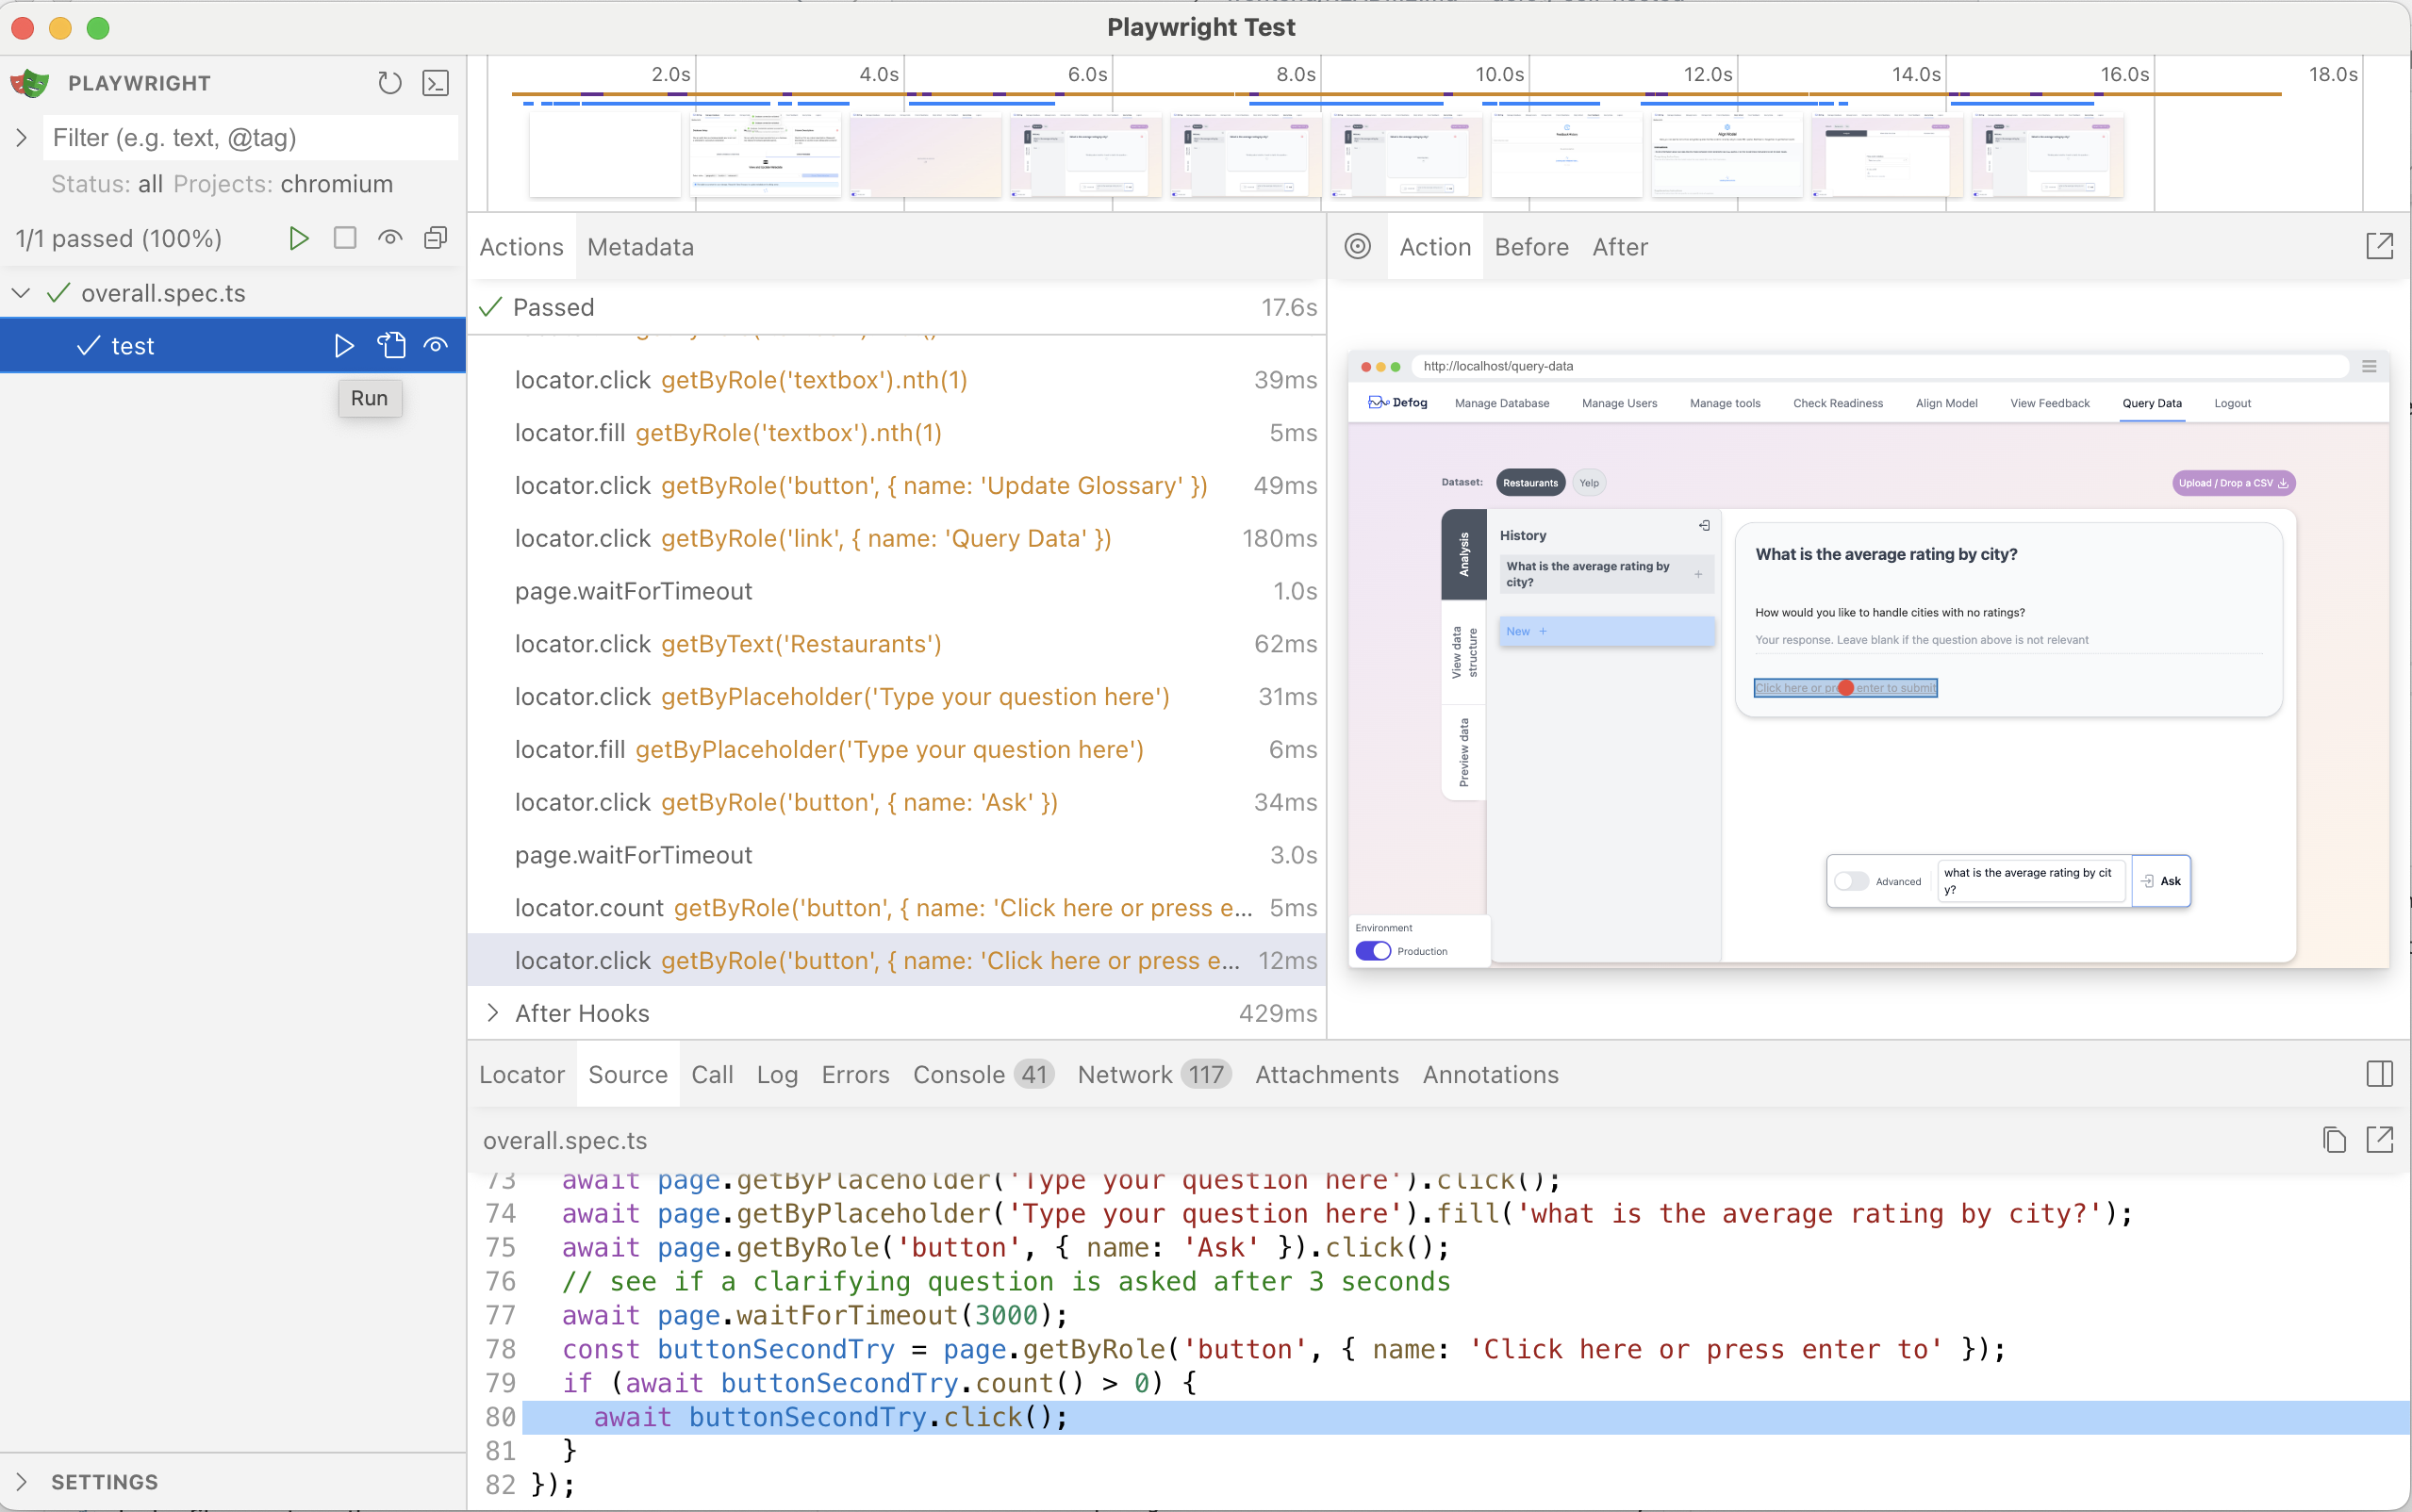 Playwright Test
PLAYWRIGHT
Filter (e.g. text, @tag)
Status: all Projects: chromium
1/1 passed (100%)
overall.spec.ts
test
Run
SETTINGS
2.0s 4.0s 6.0s 8.0s 10.0s 12.0s 14.0s 16.0s 18.0s
Actions Metadata
Passed 17.6s
locator.click getByRole('textbox').nth(1) 39ms
locator.fill getByRole('textbox').nth(1) 5ms
locator.click getByRole('button', { name: 'Update Glossary' }) 49ms
locator.click getByRole('link', { name: 'Query Data' }) 180ms
page.waitForTimeout 1.0s
locator.click getByText('Restaurants') 62ms
locator.click getByPlaceholder('Type your question here') 31ms
locator.fill getByPlaceholder('Type your question here') 6ms
locator.click getByRole('button', { name: 'Ask' }) 34ms
page.waitForTimeout 3.0s
locator.count getByRole('button', { name: 'Click here or press e... 5ms
locator.click getByRole('button', { name: 'Click here or press e... 12ms
After Hooks 429ms
Action Before After
http://localhost/query-data
Defog Manage Database Manage Users Manage tools Check Readiness Align Model View Feedback Query Data Logout
Dataset: Restaurants Yelp
Upload / Drop a CSV
Analysis
View data structure
Preview data
History
What is the average rating by
city?
New +
What is the average rating by city?
How would you like to handle cities with no ratings?
Your response. Leave blank if the question above is not relevant
Click here or pr enter to submit
Advanced
what is the average rating by cit
y?
Ask
Environment
Production
Locator Source Call Log Errors Console 41 Network 117 Attachments Annotations
overall.spec.ts
73 await page.getByPlaceholder('Type your question here').click();
74 await page.getByPlaceholder('Type your question here').fill('what is the average rating by city?');
75 await page.getByRole('button', { name: 'Ask' }).click();
76 // see if a clarifying question is asked after 3 seconds
77 await page.waitForTimeout(3000);
78 const buttonSecondTry = page.getByRole('button', { name: 'Click here or press enter to' });
79 if (await buttonSecondTry.count() > 0) {
80 await buttonSecondTry.click();
81 }
82 });